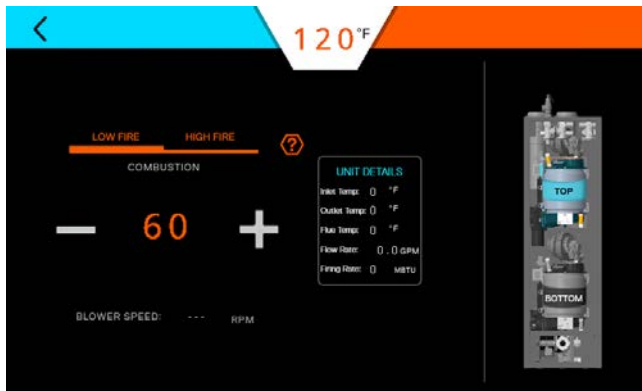 120°F
LOW FIRE HIGH FIRE
?
COMBUSTION
60
BLOWER SPEED: --- RPM
UNIT DETAILS
Inlet Temp: 0 °F
Outlet Temp: 0 °F
Flue Temp: 0 °F
Flow Rate: 0.0 GPM
Firing Rate: 0 MBTU
TOP
BOTTOM